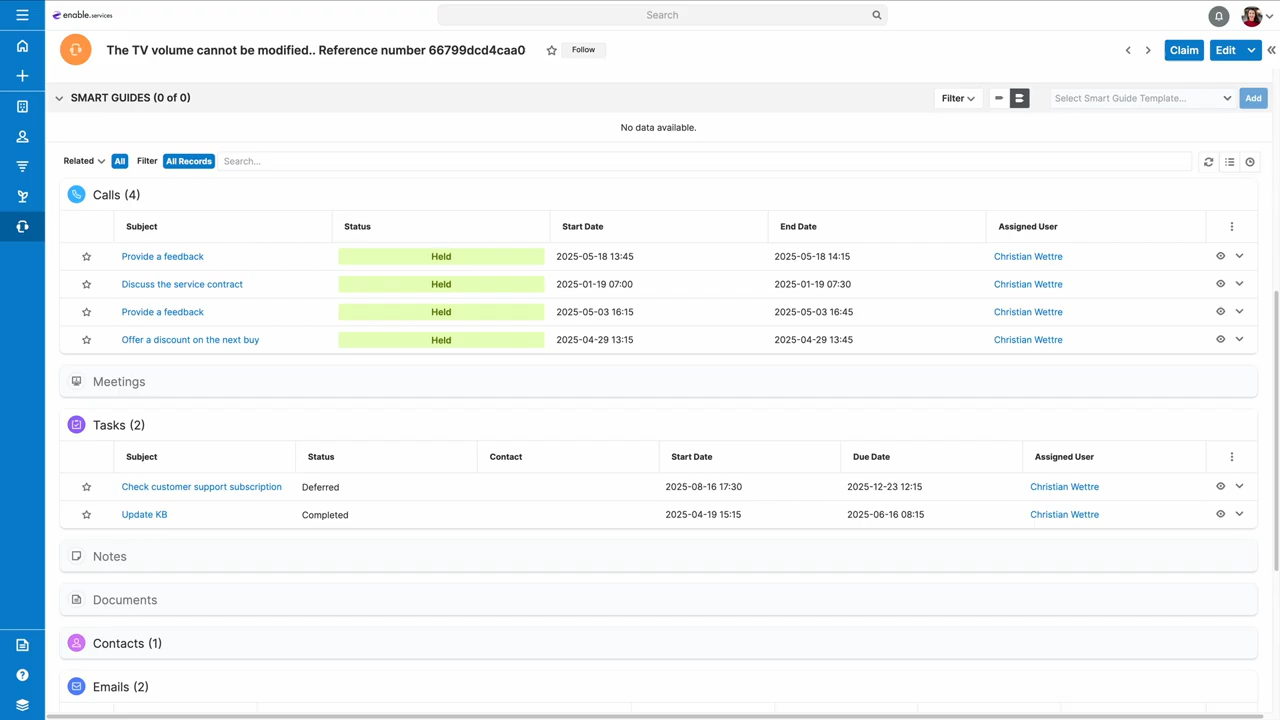 enable.services
Search
The TV volume cannot be modified.. Reference number 66799dcd4caa0
Follow
Claim
Edit
SMART GUIDES (0 of 0)
Filter
Select Smart Guide Template...
Add
No data available.
Related
All
Filter
All Records
Search...
Calls (4)
Subject Status Start Date End Date Assigned User
Provide a feedback Held 2025-05-18 13:45 2025-05-18 14:15 Christian Wettre
Discuss the service contract Held 2025-01-19 07:00 2025-01-19 07:30 Christian Wettre
Provide a feedback Held 2025-05-03 16:15 2025-05-03 16:45 Christian Wettre
Offer a discount on the next buy Held 2025-04-29 13:15 2025-04-29 13:45 Christian Wettre
Meetings
Tasks (2)
Subject Status Contact Start Date Due Date Assigned User
Check customer support subscription Deferred 2025-08-16 17:30 2025-12-23 12:15 Christian Wettre
Update KB Completed 2025-04-19 15:15 2025-06-16 08:15 Christian Wettre
Notes
Documents
Contacts (1)
Emails (2)